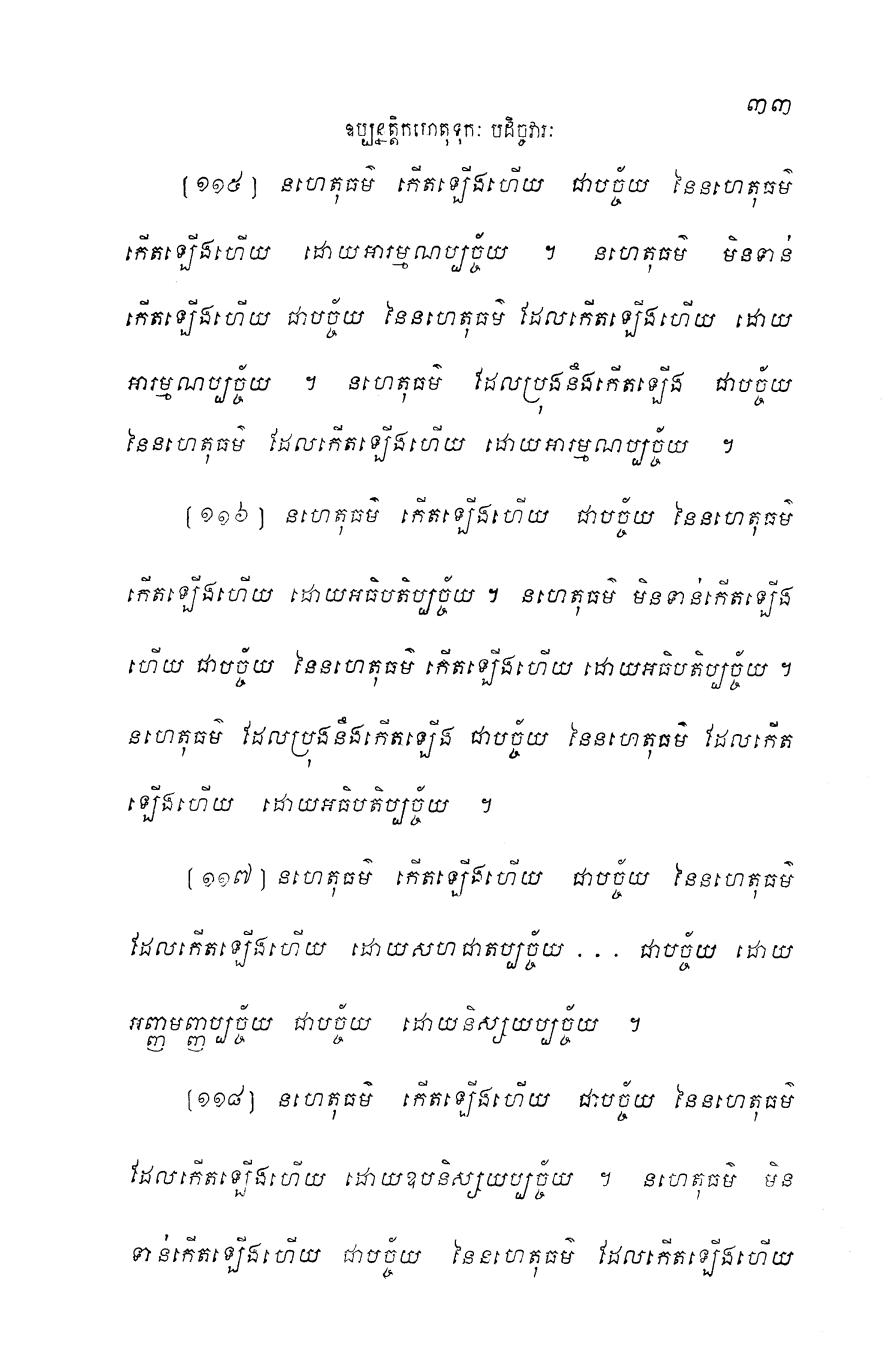 ៣៣
ឧប្បន្នត្តិកហេតុទុកៈ បដិច្ចវារៈ
[១១៥] នហេតុធម៌ កើតឡើងហើយ ជាបច្ច័យ នៃនហេតុធម៌
កើតឡើងហើយ ដោយអារម្មណប្បច្ច័យ ។ នហេតុធម៌ មិនទាន់
កើតឡើងហើយ ជាបច្ច័យ នៃនហេតុធម៌ ដែលកើតឡើងហើយ ដោយ
អារម្មណប្បច្ច័យ ។ នហេតុធម៌ ដែលប្រុងនឹងកើតឡើង ជាបច្ច័យ
នៃនហេតុធម៌ ដែលកើតឡើងហើយ ដោយអារម្មណប្បច្ច័យ ។
[១១៦] នហេតុធម៌ កើតឡើងហើយ ជាបច្ច័យ នៃនហេតុធម៌
កើតឡើងហើយ ដោយអធិបតិប្បច្ច័យ ។ នហេតុធម៌ មិនទាន់កើតឡើង
ហើយ ជាបច្ច័យ នៃនហេតុធម៌ កើតឡើងហើយ ដោយអធិបតិប្បច្ច័យ ។
នហេតុធម៌ ដែលប្រុងនឹងកើតឡើង ជាបច្ច័យ នៃនហេតុធម៌ ដែលកើត
ឡើងហើយ ដោយអធិបតិប្បច្ច័យ ។
[១១៧] នហេតុធម៌ កើតឡើងហើយ ជាបច្ច័យ នៃនហេតុធម៌
ដែលកើតឡើងហើយ ដោយសហជាតប្បច្ច័យ . . . ជាបច្ច័យ ដោយ
អញ្ញមញ្ញប្បច្ច័យ ជាបច្ច័យ ដោយនិស្សយប្បច្ច័យ ។
[១១៨] នហេតុធម៌ កើតឡើងហើយ ជាបច្ច័យ នៃនហេតុធម៌
ដែលកើតឡើងហើយ ដោយឧបនិស្សយប្បច្ច័យ ។ នហេតុធម៌ មិន
ទាន់កើតឡើងហើយ ជាបច្ច័យ នៃនហេតុធម៌ ដែលកើតឡើងហើយ